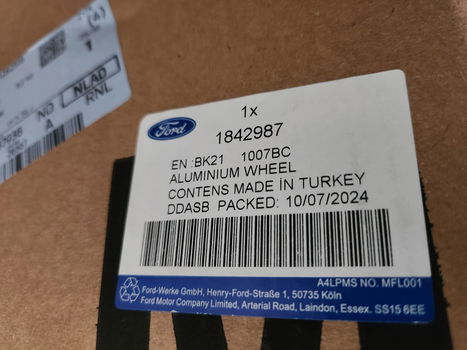 NLAD
ND
RNL
A
1x
Ford
1842987
EN :BK21 1007BC
ALUMINIUM WHEEL
CONTENS MADE İN TURKEY
DDASB PACKED: 10/07/2024
A4LPMS NO. MFL001
Ford-Werke GmbH, Henry-Ford-Straße 1, 50735 Köln
Ford Motor Company Limited, Arterial Road, Laindon, Essex. SS15 6EE